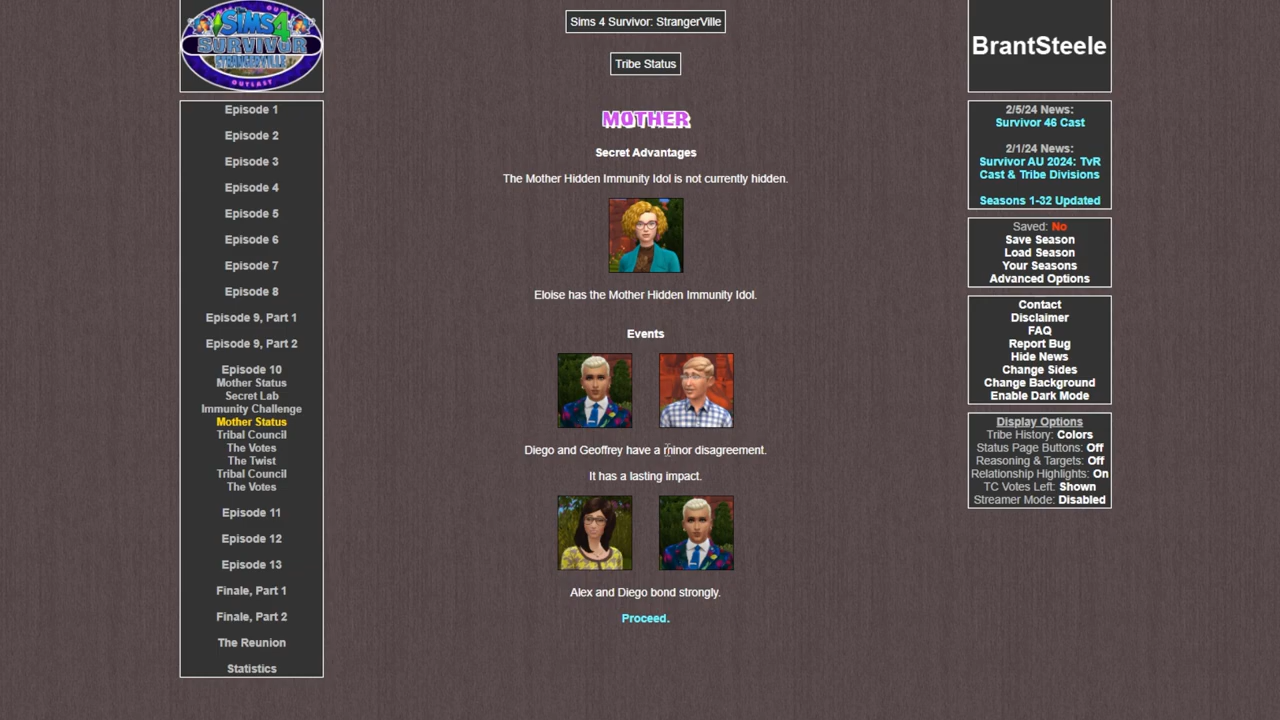 SIMS 4
SURVIVOR
STRANGERVILLE
OUTLAST
Episode 1
Episode 2
Episode 3
Episode 4
Episode 5
Episode 6
Episode 7
Episode 8
Episode 9, Part 1
Episode 9, Part 2
Episode 10
Mother Status
Secret Lab
Immunity Challenge
Mother Status
Tribal Council
The Votes
The Twist
Tribal Council
The Votes
Episode 11
Episode 12
Episode 13
Finale, Part 1
Finale, Part 2
The Reunion
Statistics
Sims 4 Survivor: StrangerVille
Tribe Status
MOTHER
Secret Advantages
The Mother Hidden Immunity Idol is not currently hidden.
Eloise has the Mother Hidden Immunity Idol.
Events
Diego and Geoffrey have a minor disagreement.
It has a lasting impact.
Alex and Diego bond strongly.
Proceed.
BrantSteele
2/5/24 News:
Survivor 46 Cast
2/1/24 News:
Survivor AU 2024: TvR
Cast & Tribe Divisions
Seasons 1-32 Updated
Saved: No
Save Season
Load Season
Your Seasons
Advanced Options
Contact
Disclaimer
FAQ
Report Bug
Hide News
Change Sides
Change Background
Enable Dark Mode
Display Options
Tribe History: Colors
Status Page Buttons: Off
Reasoning & Targets: Off
Relationship Highlights: On
TC Votes Left: Shown
Streamer Mode: Disabled